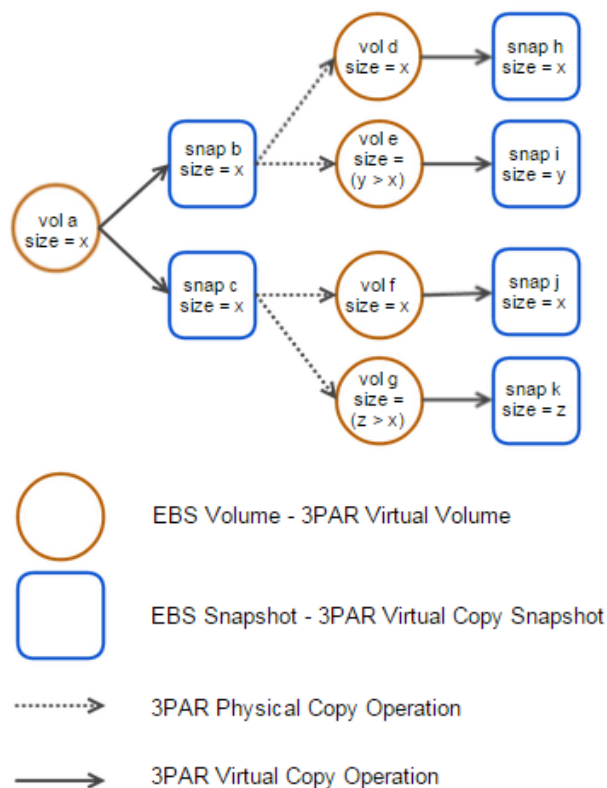 vol d
size = x
snap h
size = x
snap b
size = x
vol e
size =
(y > x)
snap i
size = y
vol a
size = x
snap c
size = x
vol f
size = x
snap j
size = x
vol g
size =
(z > x)
snap k
size = z
EBS Volume - 3PAR Virtual Volume
EBS Snapshot - 3PAR Virtual Copy Snapshot
3PAR Physical Copy Operation
3PAR Virtual Copy Operation